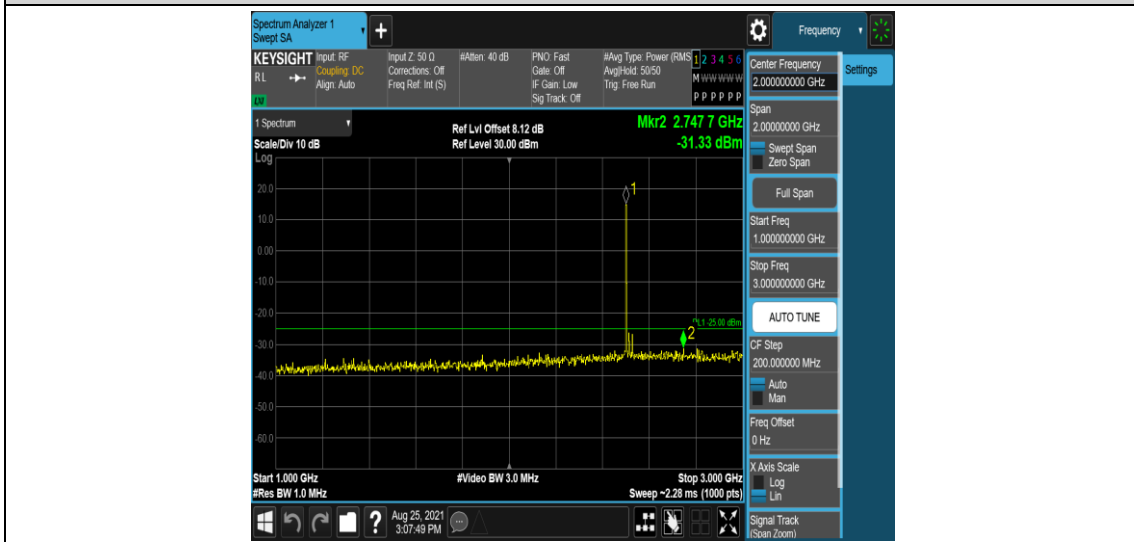 Spectrum Analyzer 1
Swept SA
+
Frequency
KEYSIGHT
RL
LXI
Input: RF
Coupling: DC
Align: Auto
Input Z: 50 Ω
Corrections: Off
Freq Ref: Int (S)
#Atten: 40 dB
PNO: Fast
Gate: Off
IF Gain: Low
Sig Track: Off
#Avg Type: Power (RMS
Avg|Hold: 50/50
Trig: Free Run
1 2 3 4 5 6
M W W W W W
P P P P P P
1 Spectrum
Scale/Div 10 dB
Log
Ref Lvl Offset 8.12 dB
Ref Level 30.00 dBm
Mkr2 2.747 7 GHz
-31.33 dBm
1
20.0
10.0
0.00
-10.0
-20.0
DL1 -25.00 dBm
2
-30.0
-40.0
-50.0
-60.0
Start 1.000 GHz
#Video BW 3.0 MHz
Stop 3.000 GHz
#Res BW 1.0 MHz
Sweep ~2.28 ms (1000 pts)
?
Aug 25, 2021
3:07:49 PM
Center Frequency
2.000000000 GHz
Settings
Span
2.00000000 GHz
Swept Span
Zero Span
Full Span
Start Freq
1.000000000 GHz
Stop Freq
3.000000000 GHz
AUTO TUNE
CF Step
200.000000 MHz
Auto
Man
Freq Offset
0 Hz
X Axis Scale
Log
Lin
Signal Track
(Span Zoom)